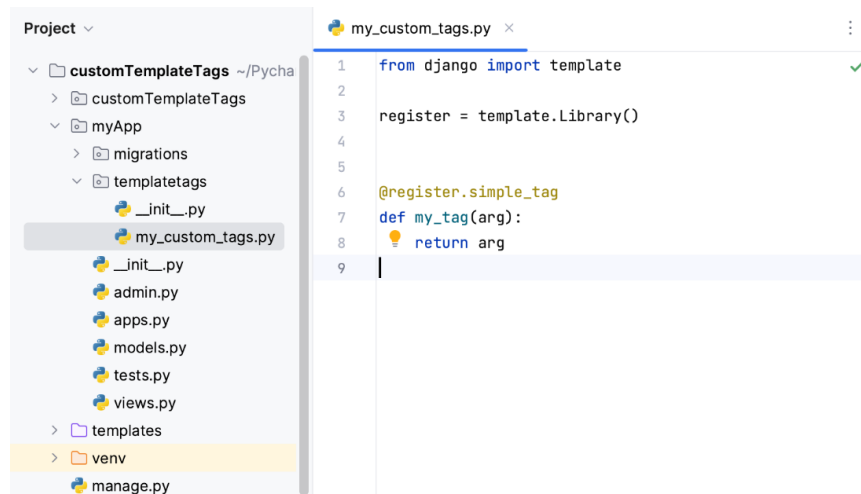 Project
customTemplateTags ~/Pycha
customTemplateTags
myApp
migrations
templatetags
__init__.py
my_custom_tags.py
__init__.py
admin.py
apps.py
models.py
tests.py
views.py
templates
venv
manage.py
my_custom_tags.py
1 from django import template
2
3 register = template.Library()
4
5
6 @register.simple_tag
7 def my_tag(arg):
8 return arg
9